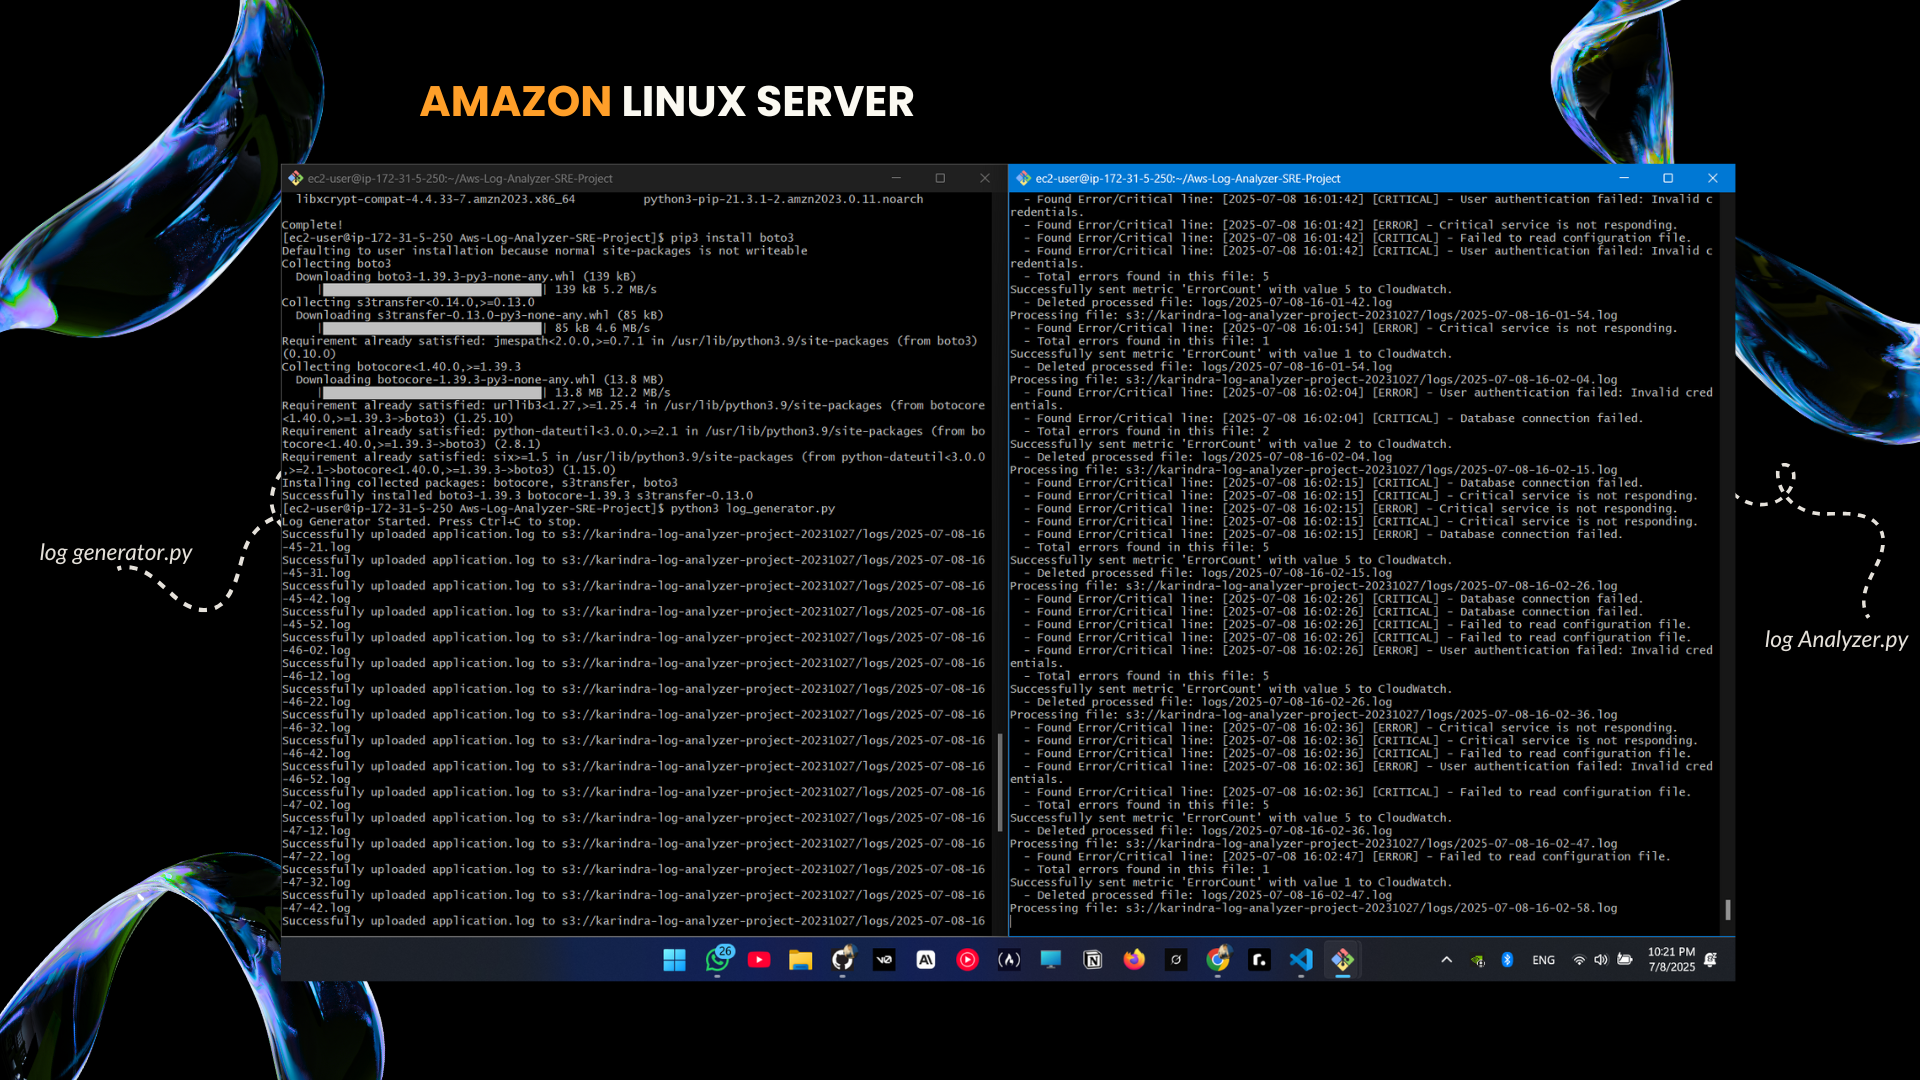 AMAZON LINUX SERVER
ec2-user@ip-172-31-5-250:~/Aws-Log-Analyzer-SRE-Project
libxcrypt-compat-4.4.33-7.amzn2023.x86_64 python3-pip-21.3.1-2.amzn2023.0.11.noarch
Complete!
[ec2-user@ip-172-31-5-250 Aws-Log-Analyzer-SRE-Project]$ pip3 install boto3
Defaulting to user installation because normal site-packages is not writeable
Collecting boto3
Downloading boto3-1.39.3-py3-none-any.whl (139 kB)
| | 139 kB 5.2 MB/s
Collecting s3transfer<0.14.0,>=0.13.0
Downloading s3transfer-0.13.0-py3-none-any.whl (85 kB)
| | 85 kB 4.6 MB/s
Requirement already satisfied: jmespath<2.0.0,>=0.7.1 in /usr/lib/python3.9/site-packages (from boto3)
(0.10.0)
Collecting botocore<1.40.0,>=1.39.3
Downloading botocore-1.39.3-py3-none-any.whl (13.8 MB)
| | 13.8 MB 12.2 MB/s
Requirement already satisfied: urllib3<1.27,>=1.25.4 in /usr/lib/python3.9/site-packages (from botocore
<1.40.0,>=1.39.3->boto3) (1.25.10)
Requirement already satisfied: python-dateutil<3.0.0,>=2.1 in /usr/lib/python3.9/site-packages (from bo
tocore<1.40.0,>=1.39.3->boto3) (2.8.1)
Requirement already satisfied: six>=1.5 in /usr/lib/python3.9/site-packages (from python-dateutil<3.0.0
,>=2.1->botocore<1.40.0,>=1.39.3->boto3) (1.15.0)
Installing collected packages: botocore, s3transfer, boto3
Successfully installed boto3-1.39.3 botocore-1.39.3 s3transfer-0.13.0
[ec2-user@ip-172-31-5-250 Aws-Log-Analyzer-SRE-Project]$ python3 log_generator.py
Log Generator Started. Press Ctrl+C to stop.
Successfully uploaded application.log to s3://karindra-log-analyzer-project-20231027/logs/2025-07-08-16
-45-21.log
Successfully uploaded application.log to s3://karindra-log-analyzer-project-20231027/logs/2025-07-08-16
-45-31.log
Successfully uploaded application.log to s3://karindra-log-analyzer-project-20231027/logs/2025-07-08-16
-45-42.log
Successfully uploaded application.log to s3://karindra-log-analyzer-project-20231027/logs/2025-07-08-16
-45-52.log
Successfully uploaded application.log to s3://karindra-log-analyzer-project-20231027/logs/2025-07-08-16
-46-02.log
Successfully uploaded application.log to s3://karindra-log-analyzer-project-20231027/logs/2025-07-08-16
-46-12.log
Successfully uploaded application.log to s3://karindra-log-analyzer-project-20231027/logs/2025-07-08-16
-46-22.log
Successfully uploaded application.log to s3://karindra-log-analyzer-project-20231027/logs/2025-07-08-16
-46-32.log
Successfully uploaded application.log to s3://karindra-log-analyzer-project-20231027/logs/2025-07-08-16
-46-42.log
Successfully uploaded application.log to s3://karindra-log-analyzer-project-20231027/logs/2025-07-08-16
-46-52.log
Successfully uploaded application.log to s3://karindra-log-analyzer-project-20231027/logs/2025-07-08-16
-47-02.log
Successfully uploaded application.log to s3://karindra-log-analyzer-project-20231027/logs/2025-07-08-16
-47-12.log
Successfully uploaded application.log to s3://karindra-log-analyzer-project-20231027/logs/2025-07-08-16
-47-22.log
Successfully uploaded application.log to s3://karindra-log-analyzer-project-20231027/logs/2025-07-08-16
-47-32.log
Successfully uploaded application.log to s3://karindra-log-analyzer-project-20231027/logs/2025-07-08-16
-47-42.log
Successfully uploaded application.log to s3://karindra-log-analyzer-project-20231027/logs/2025-07-08-16
ec2-user@ip-172-31-5-250:~/Aws-Log-Analyzer-SRE-Project
- Found Error/Critical line: [2025-07-08 16:01:42] [CRITICAL] - User authentication failed: Invalid c
redentials.
- Found Error/Critical line: [2025-07-08 16:01:42] [ERROR] - Critical service is not responding.
- Found Error/Critical line: [2025-07-08 16:01:42] [CRITICAL] - Failed to read configuration file.
- Found Error/Critical line: [2025-07-08 16:01:42] [CRITICAL] - User authentication failed: Invalid c
redentials.
- Total errors found in this file: 5
Successfully sent metric 'ErrorCount' with value 5 to CloudWatch.
- Deleted processed file: logs/2025-07-08-16-01-42.log
Processing file: s3://karindra-log-analyzer-project-20231027/logs/2025-07-08-16-01-54.log
- Found Error/Critical line: [2025-07-08 16:01:54] [ERROR] - Critical service is not responding.
- Total errors found in this file: 1
Successfully sent metric 'ErrorCount' with value 1 to CloudWatch.
- Deleted processed file: logs/2025-07-08-16-01-54.log
Processing file: s3://karindra-log-analyzer-project-20231027/logs/2025-07-08-16-02-04.log
- Found Error/Critical line: [2025-07-08 16:02:04] [ERROR] - User authentication failed: Invalid cred
entials.
- Found Error/Critical line: [2025-07-08 16:02:04] [CRITICAL] - Database connection failed.
- Total errors found in this file: 2
Successfully sent metric 'ErrorCount' with value 2 to CloudWatch.
- Deleted processed file: logs/2025-07-08-16-02-04.log
Processing file: s3://karindra-log-analyzer-project-20231027/logs/2025-07-08-16-02-15.log
- Found Error/Critical line: [2025-07-08 16:02:15] [CRITICAL] - Database connection failed.
- Found Error/Critical line: [2025-07-08 16:02:15] [CRITICAL] - Critical service is not responding.
- Found Error/Critical line: [2025-07-08 16:02:15] [ERROR] - Critical service is not responding.
- Found Error/Critical line: [2025-07-08 16:02:15] [CRITICAL] - Critical service is not responding.
- Found Error/Critical line: [2025-07-08 16:02:15] [ERROR] - Database connection failed.
- Total errors found in this file: 5
Successfully sent metric 'ErrorCount' with value 5 to CloudWatch.
- Deleted processed file: logs/2025-07-08-16-02-15.log
Processing file: s3://karindra-log-analyzer-project-20231027/logs/2025-07-08-16-02-26.log
- Found Error/Critical line: [2025-07-08 16:02:26] [CRITICAL] - Database connection failed.
- Found Error/Critical line: [2025-07-08 16:02:26] [CRITICAL] - Database connection failed.
- Found Error/Critical line: [2025-07-08 16:02:26] [CRITICAL] - Failed to read configuration file.
- Found Error/Critical line: [2025-07-08 16:02:26] [CRITICAL] - Failed to read configuration file.
- Found Error/Critical line: [2025-07-08 16:02:26] [ERROR] - User authentication failed: Invalid cred
entials.
- Total errors found in this file: 5
Successfully sent metric 'ErrorCount' with value 5 to CloudWatch.
- Deleted processed file: logs/2025-07-08-16-02-26.log
Processing file: s3://karindra-log-analyzer-project-20231027/logs/2025-07-08-16-02-36.log
- Found Error/Critical line: [2025-07-08 16:02:36] [ERROR] - Critical service is not responding.
- Found Error/Critical line: [2025-07-08 16:02:36] [CRITICAL] - Critical service is not responding.
- Found Error/Critical line: [2025-07-08 16:02:36] [CRITICAL] - Failed to read configuration file.
- Found Error/Critical line: [2025-07-08 16:02:36] [ERROR] - User authentication failed: Invalid cred
entials.
- Found Error/Critical line: [2025-07-08 16:02:36] [CRITICAL] - Failed to read configuration file.
- Total errors found in this file: 5
Successfully sent metric 'ErrorCount' with value 5 to CloudWatch.
- Deleted processed file: logs/2025-07-08-16-02-36.log
Processing file: s3://karindra-log-analyzer-project-20231027/logs/2025-07-08-16-02-47.log
- Found Error/Critical line: [2025-07-08 16:02:47] [ERROR] - Failed to read configuration file.
- Total errors found in this file: 1
Successfully sent metric 'ErrorCount' with value 1 to CloudWatch.
- Deleted processed file: logs/2025-07-08-16-02-47.log
Processing file: s3://karindra-log-analyzer-project-20231027/logs/2025-07-08-16-02-58.log
log generator.py
log Analyzer.py
26
ENG
10:21 PM
7/8/2025